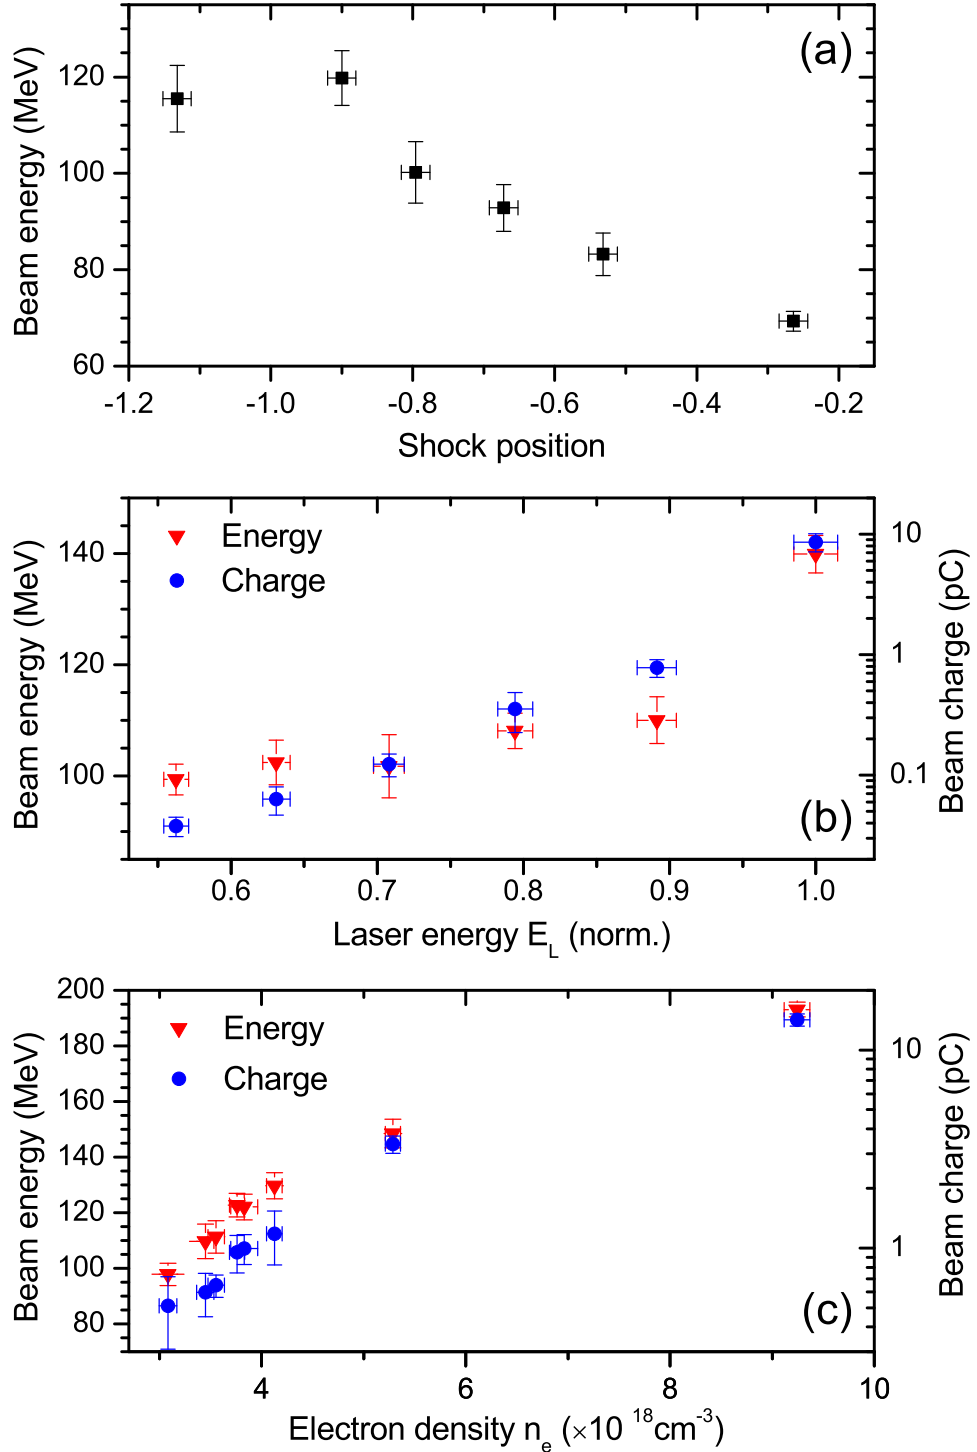 (a)
Beam energy (MeV)
120
100
80
60
-1.2 -1.0 -0.8 -0.6 -0.4 -0.2
Shock position
Energy
Charge
(b)
Beam energy (MeV)
140
120
100
Beam charge (pC)
10
1
0.1
0.6 0.7 0.8 0.9 1.0
Laser energy E_L (norm.)
Energy
Charge
(c)
Beam energy (MeV)
200
180
160
140
120
100
80
Beam charge (pC)
10
1
4 6 8 10
Electron density n_e (×10 ¹⁸cm⁻³)